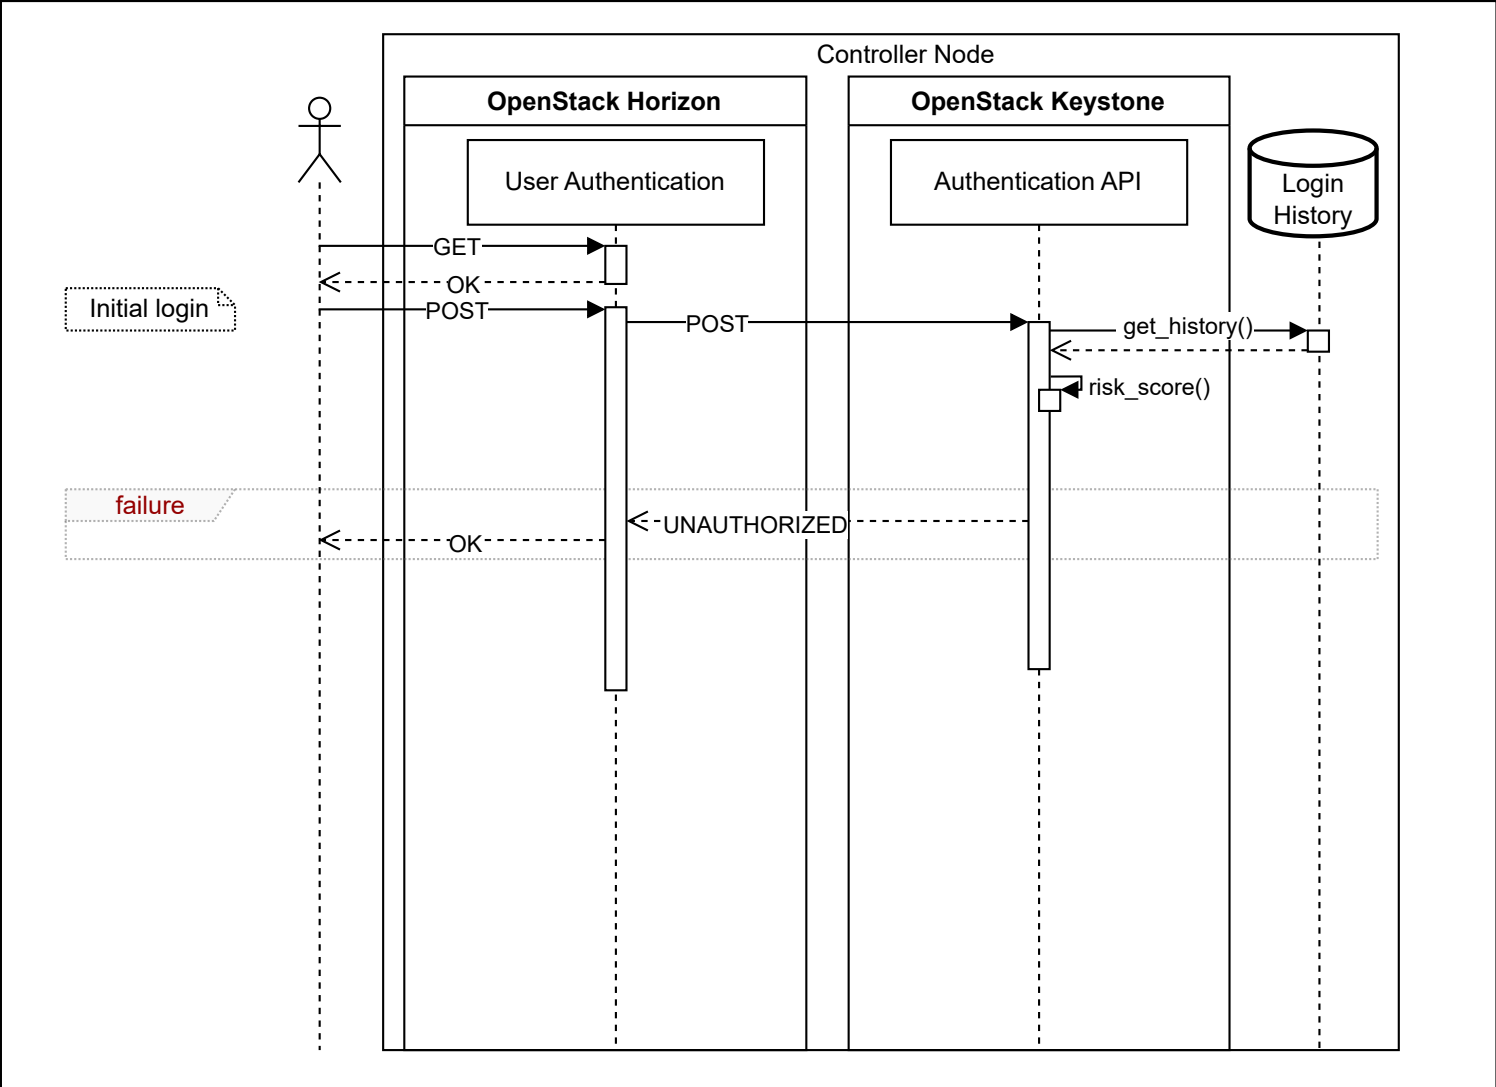 Controller Node
OpenStack Horizon
OpenStack Keystone
User Authentication
Authentication API
Login
History
GET
OK
Initial login
POST
POST
get_history()
risk_score()
failure
UNAUTHORIZED
OK